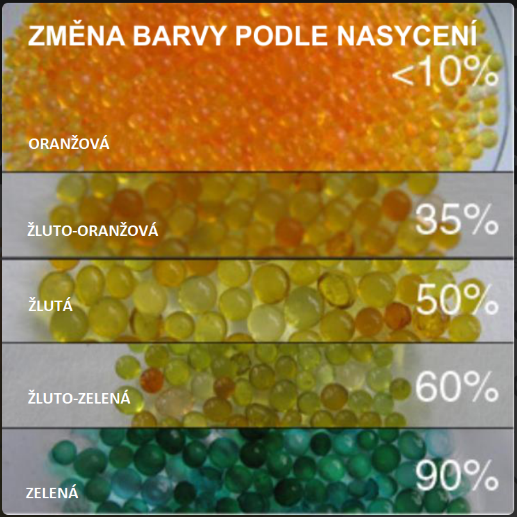 ZMĚNA BARVY PODLE NASYCENÍ
<10%
ORANŽOVÁ
35%
ŽLUTO-ORANŽOVÁ
50%
ŽLUTÁ
60%
ŽLUTO-ZELENÁ
90%
ZELENÁ